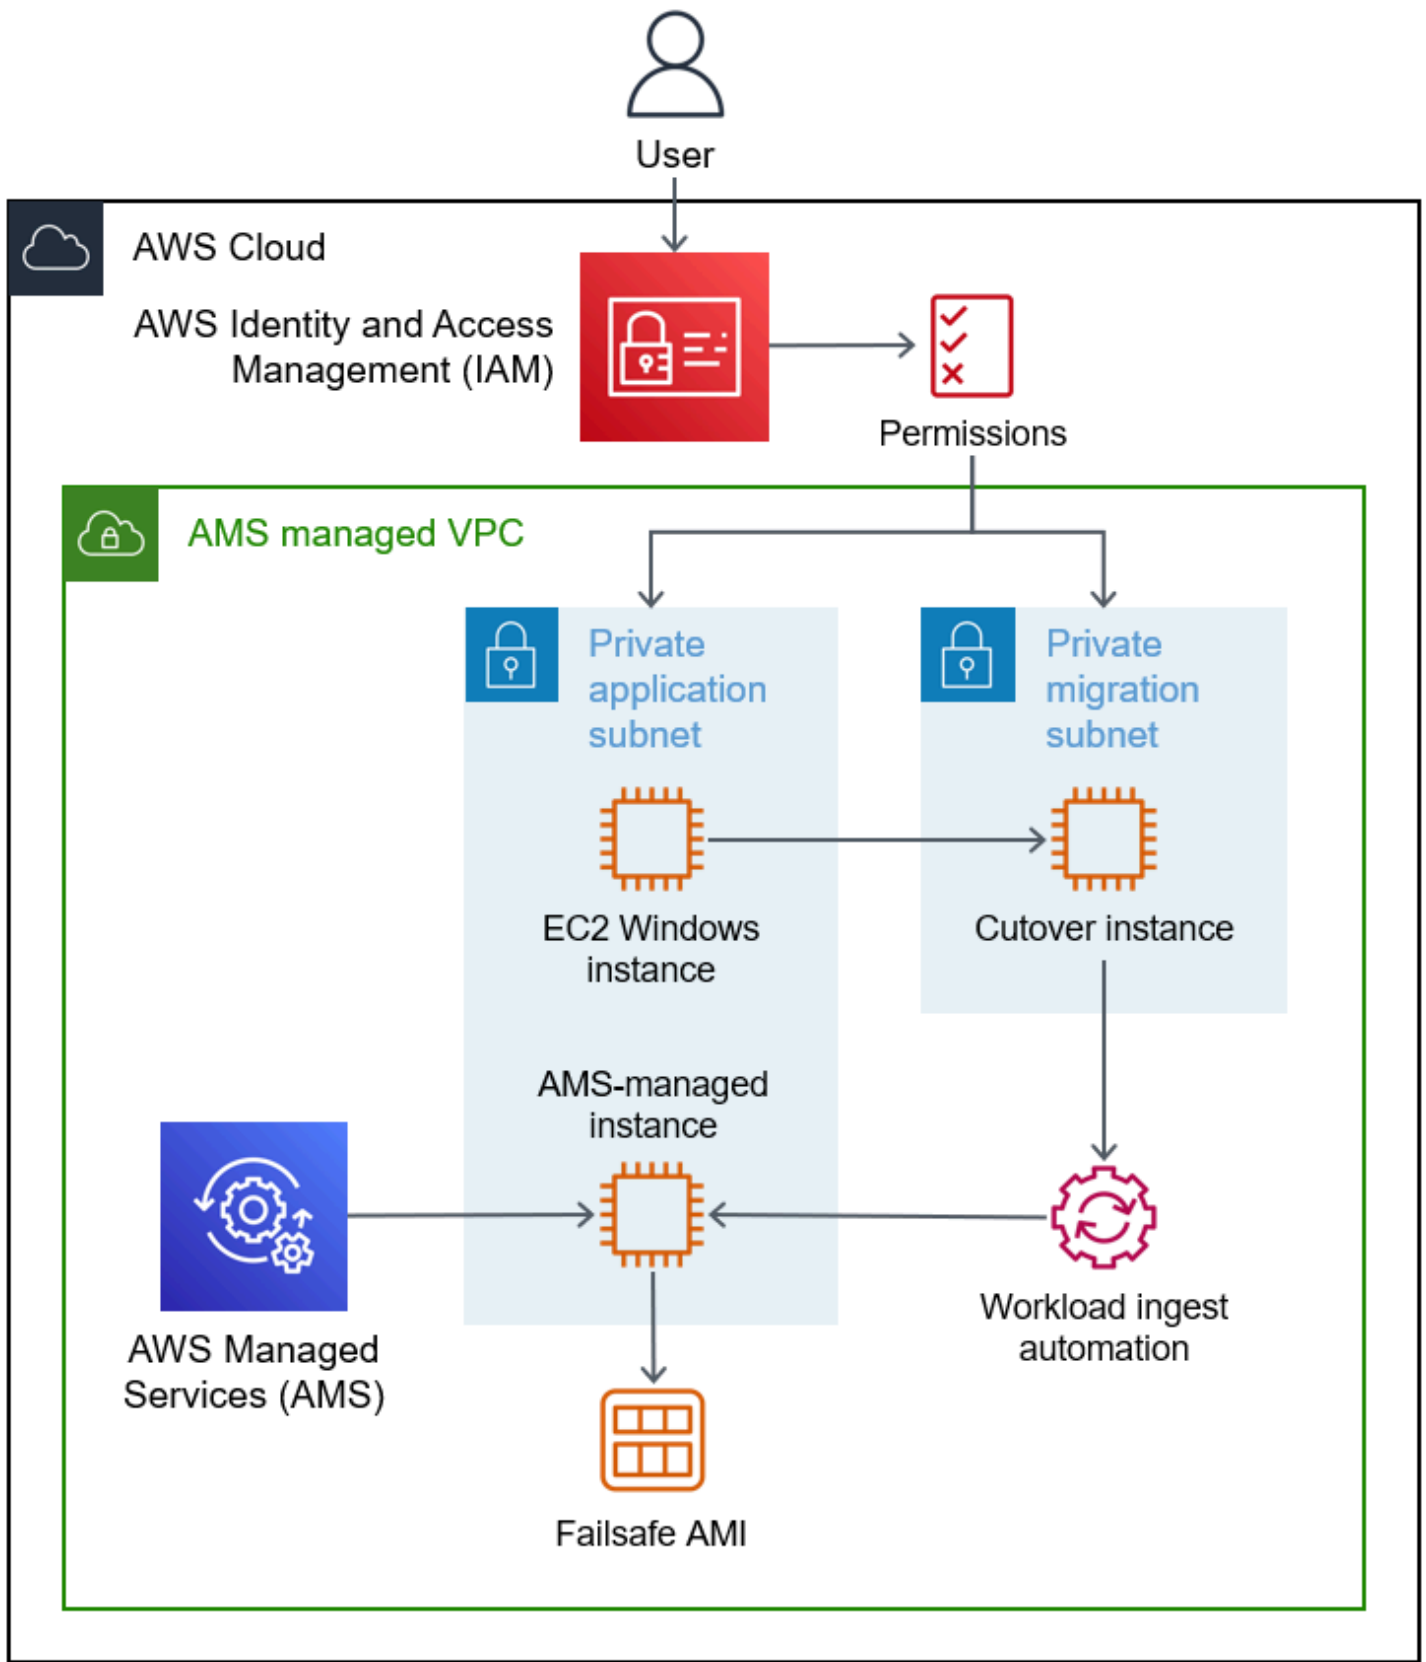 User
AWS Cloud
AWS Identity and Access
Management (IAM)
Permissions
AMS managed VPC
Private
application
subnet
Private
migration
subnet
EC2 Windows
instance
Cutover instance
AMS-managed
instance
AWS Managed
Services (AMS)
Workload ingest
automation
Failsafe AMI